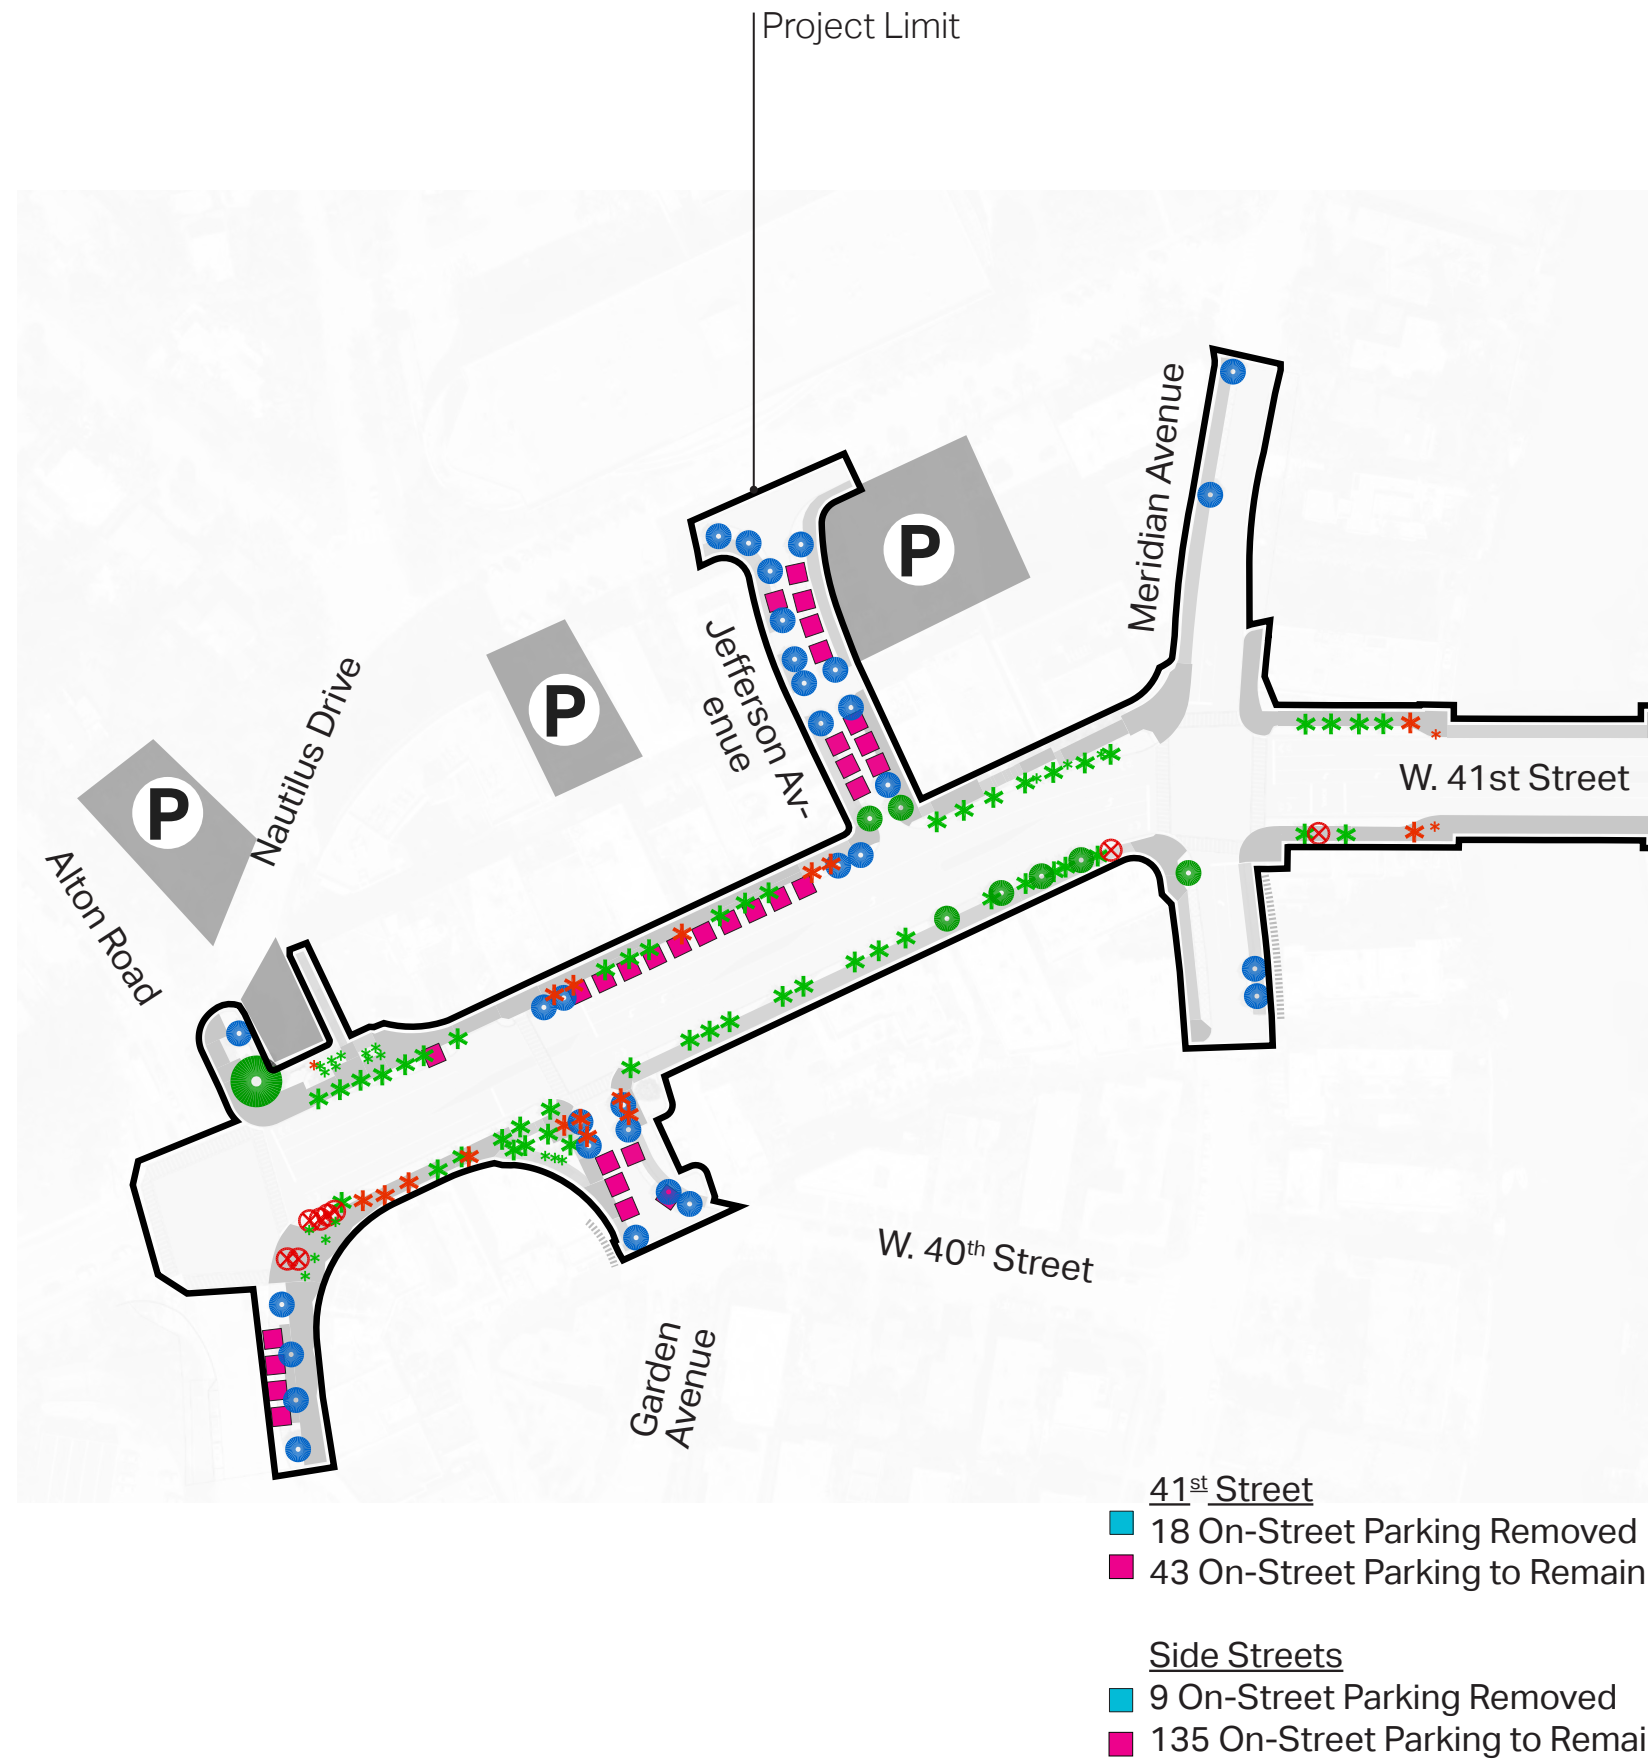 Project Limit
Meridian Avenue
P
Jefferson Av-
enue
P
Nautilus Drive
P
W. 41st Street
Alton Road
W. 40th Street
Garden
Avenue
41st Street
18 On-Street Parking Removed
43 On-Street Parking to Remain
Side Streets
9 On-Street Parking Removed
135 On-Street Parking to Remai